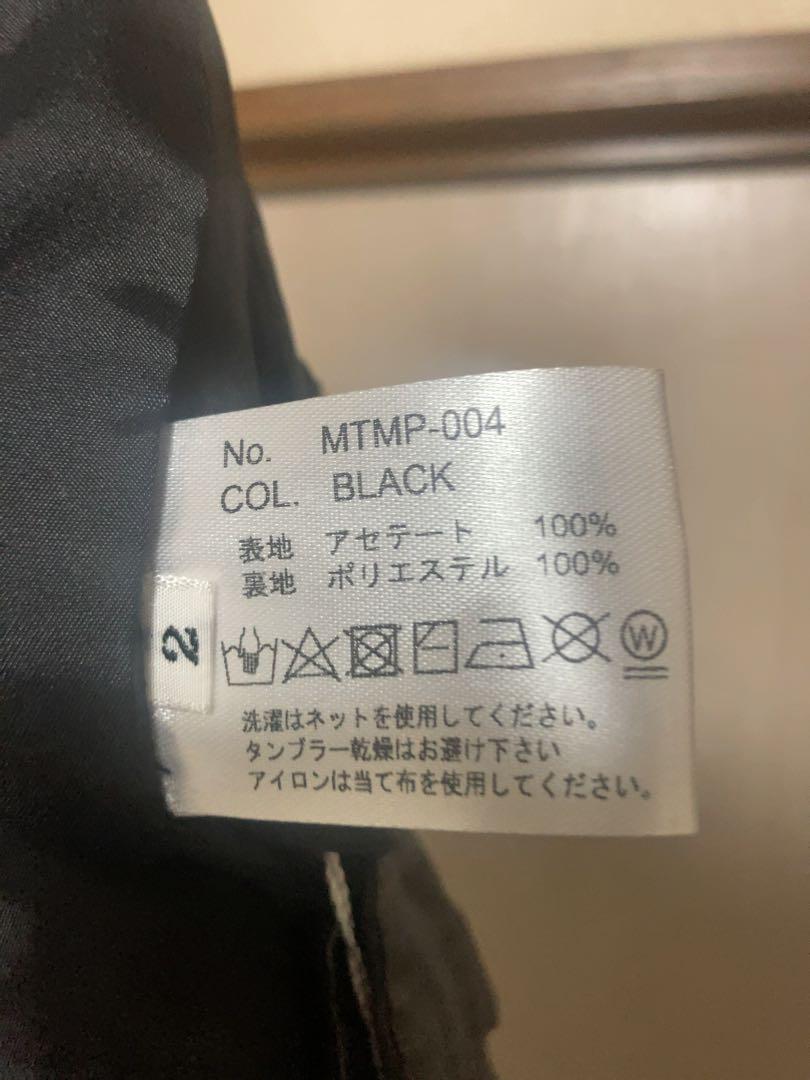 No. MTMP-004
COL. BLACK
表地 アセテート 100%
裏地 ポリエステル 100%
2
W
洗濯はネットを使用してください。
タンブラー乾燥はお避け下さい
アイロンは当て布を使用してください。